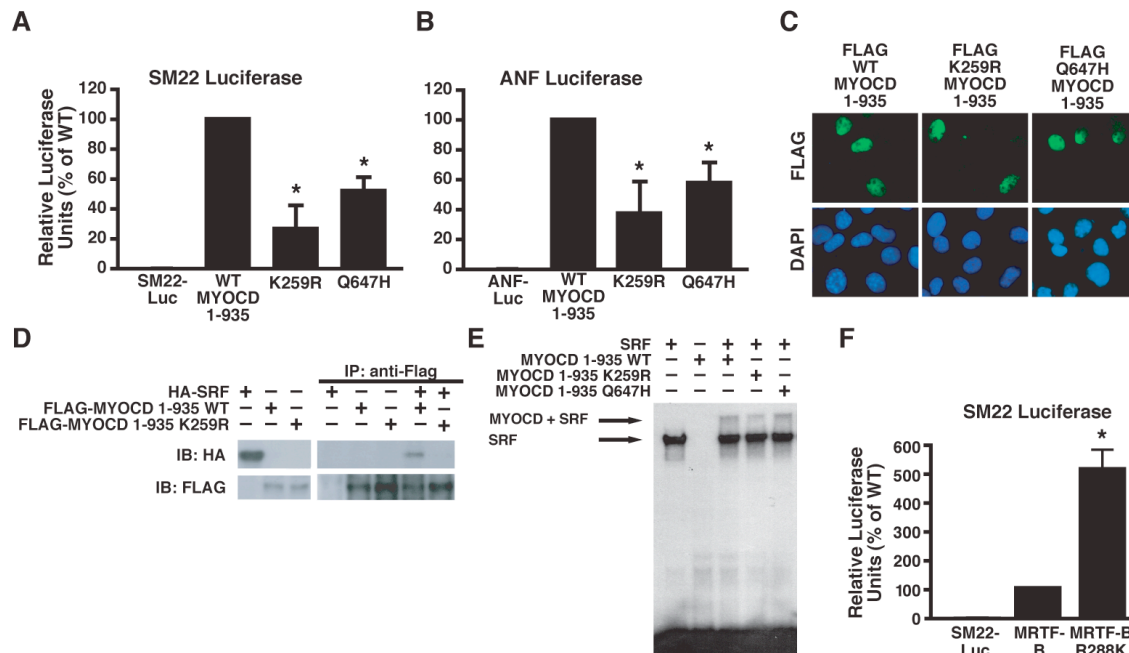 A
SM22 Luciferase
Relative Luciferase
Units (% of WT)
120
100
80
60
40
20
0
*
*
SM22-
Luc
WT
MYOCD
1-935
K259R
Q647H
B
ANF Luciferase
120
100
80
60
40
20
0
*
*
ANF-
Luc
WT
MYOCD
1-935
K259R
Q647H
C
FLAG
WT
MYOCD
1-935
FLAG
K259R
MYOCD
1-935
FLAG
Q647H
MYOCD
1-935
FLAG
DAPI
D
IP: anti-Flag
HA-SRF + − − + − − + +
FLAG-MYOCD 1-935 WT − + − − + − + −
FLAG-MYOCD 1-935 K259R − − + − − + − +
IB: HA
IB: FLAG
E
SRF + − + + +
MYOCD 1-935 WT − + + − −
MYOCD 1-935 K259R − − − + −
MYOCD 1-935 Q647H − − − − +
MYOCD + SRF
SRF
F
SM22 Luciferase
Relative Luciferase
Units (% of WT)
600
500
400
300
200
100
0
*
SM22-
Luc
MRTF-
B
MRTF-B
R288K